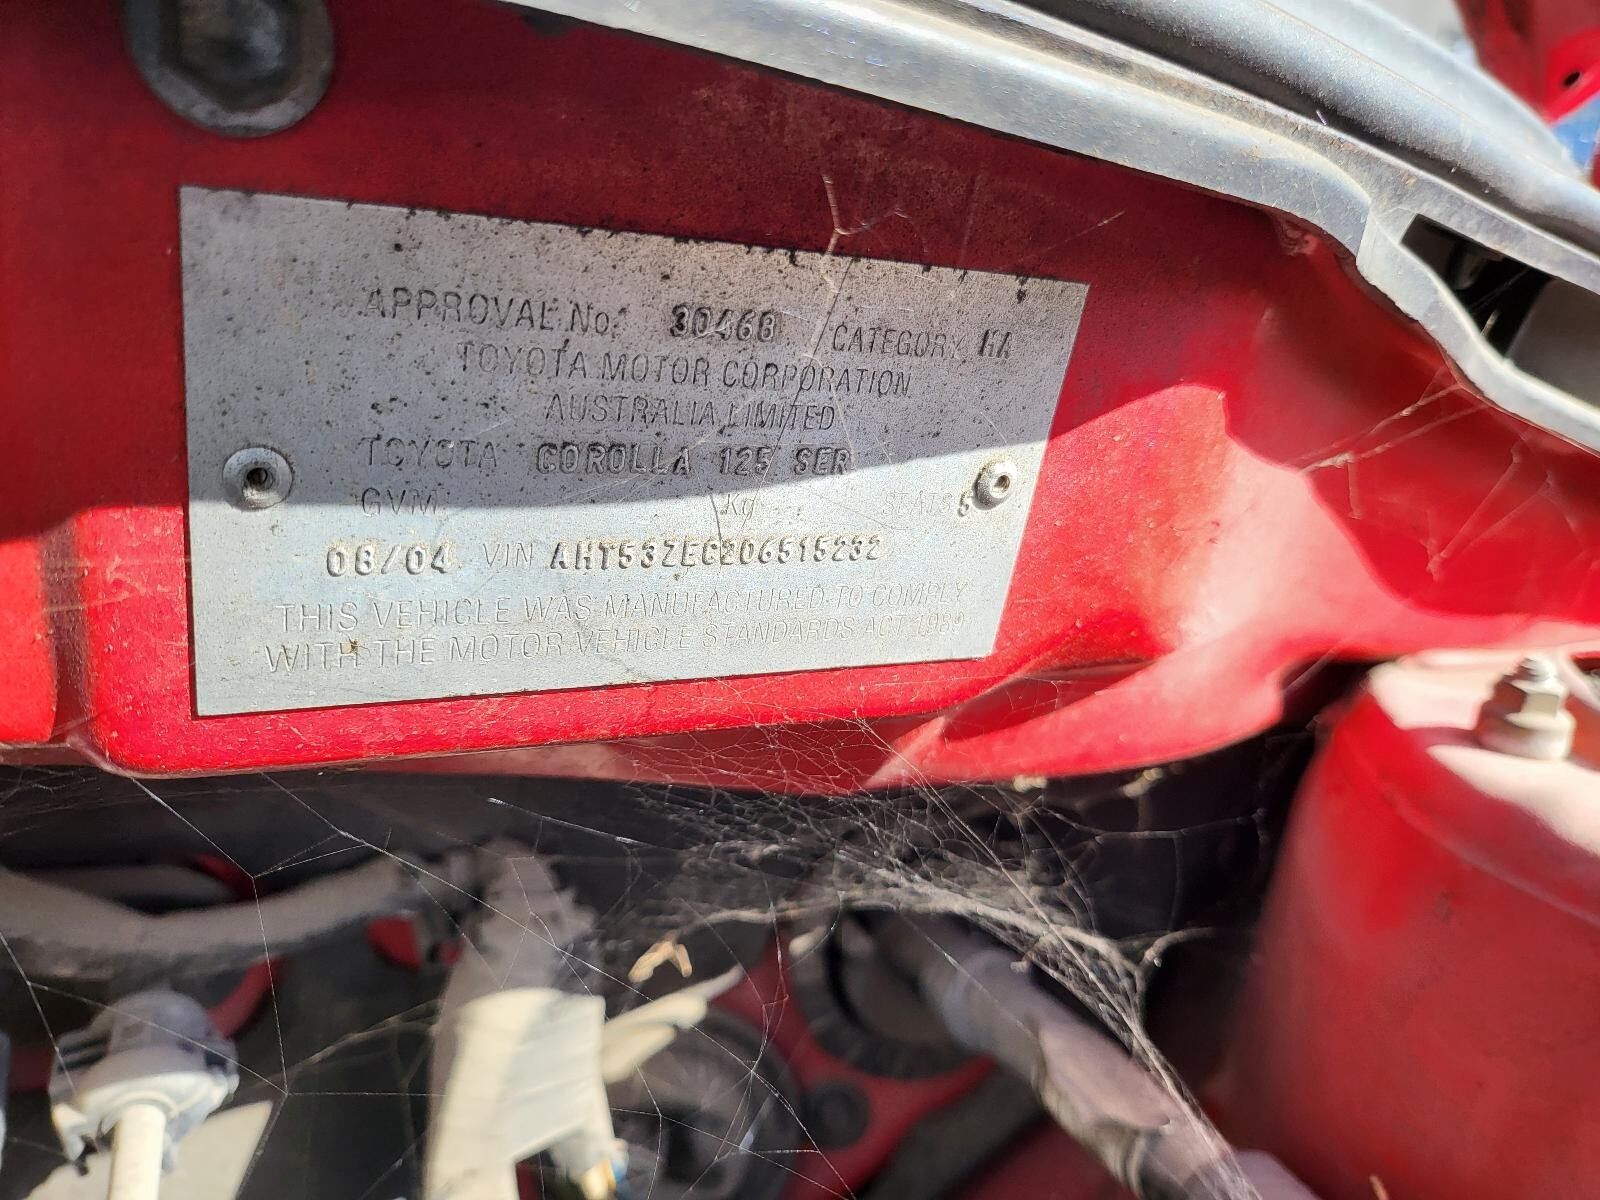 APPROVAL No. 30468 CATEGORY MA
TOYOTA MOTOR CORPORATION
AUSTRALIA LIMITED
TOYOTA COROLLA 125 SER
GVM Kg SEATS 5
08/04 VIN AHT53ZEC206515232
THIS VEHICLE WAS MANUFACTURED TO COMPLY
WITH THE MOTOR VEHICLE STANDARDS ACT 1989